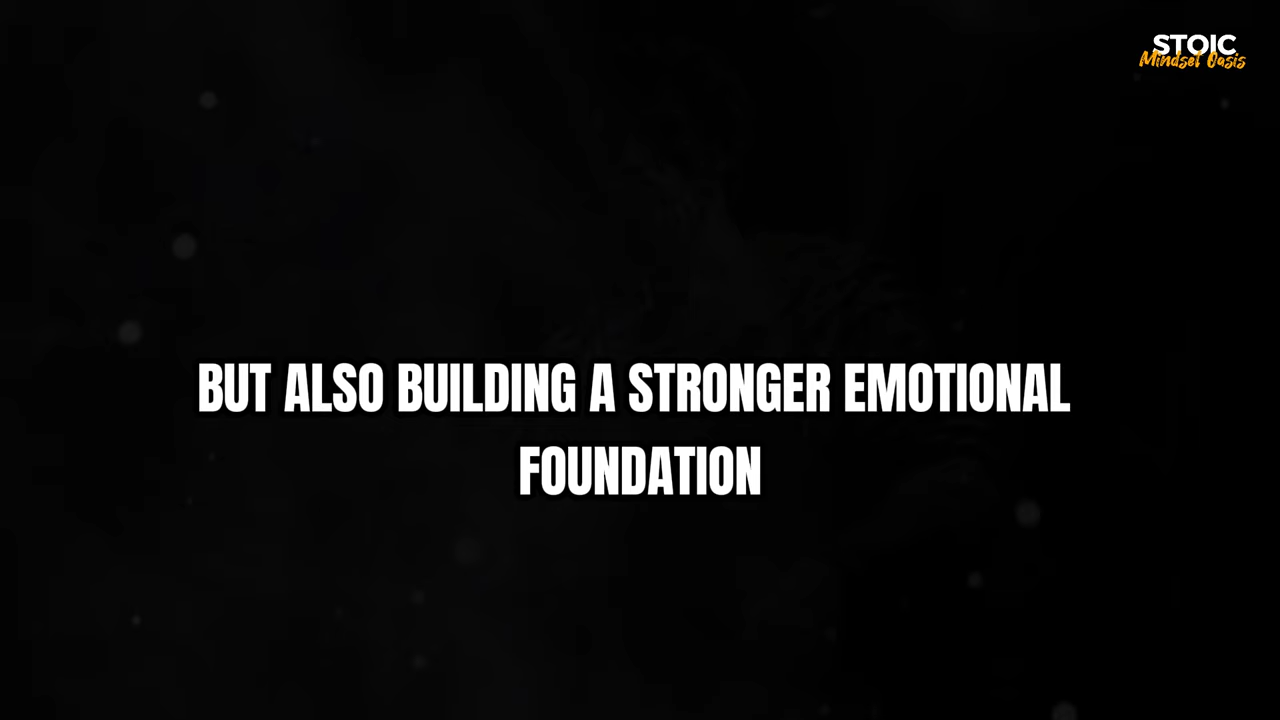 STOIC
Mindset Oasis
BUT ALSO BUILDING A STRONGER EMOTIONAL
FOUNDATION